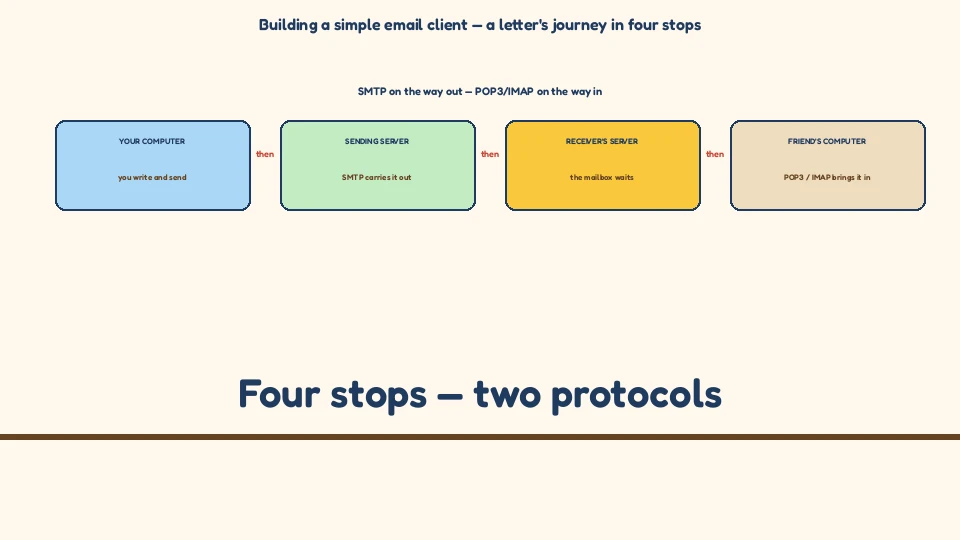 Building a simple email client — a letter's journey in four stops
SMTP on the way out — POP3/IMAP on the way in
YOUR COMPUTER
you write and send
then
SENDING SERVER
SMTP carries it out
then
RECEIVER'S SERVER
the mailbox waits
then
FRIEND'S COMPUTER
POP3 / IMAP brings it in
Four stops — two protocols